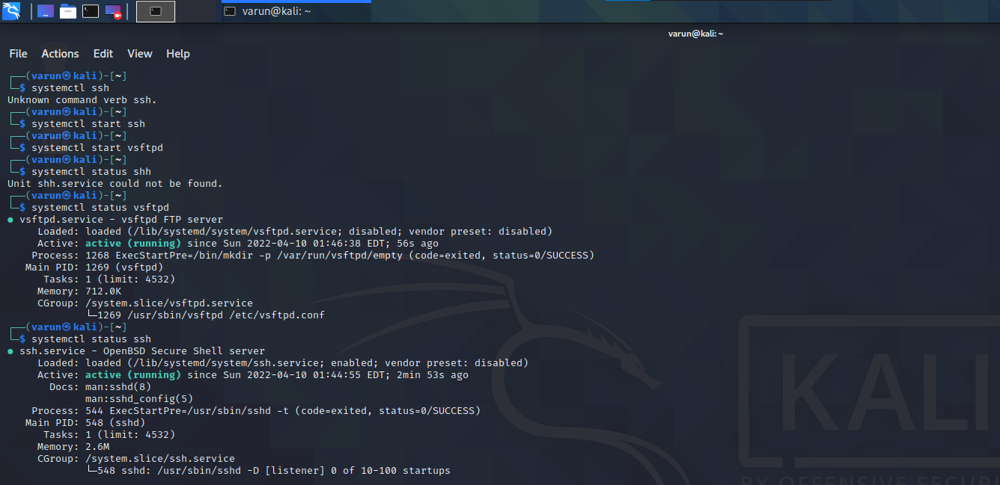 varun@kali: ~
varun@kali: ~
File Actions Edit View Help
┌──(varun㉿kali)-[~]
└─$ systemctl ssh
Unknown command verb ssh.
┌──(varun㉿kali)-[~]
└─$ systemctl start ssh
┌──(varun㉿kali)-[~]
└─$ systemctl start vsftpd
┌──(varun㉿kali)-[~]
└─$ systemctl status shh
Unit shh.service could not be found.
┌──(varun㉿kali)-[~]
└─$ systemctl status vsftpd
● vsftpd.service - vsftpd FTP server
Loaded: loaded (/lib/systemd/system/vsftpd.service; disabled; vendor preset: disabled)
Active: active (running) since Sun 2022-04-10 01:46:38 EDT; 56s ago
Process: 1268 ExecStartPre=/bin/mkdir -p /var/run/vsftpd/empty (code=exited, status=0/SUCCESS)
Main PID: 1269 (vsftpd)
Tasks: 1 (limit: 4532)
Memory: 712.0K
CGroup: /system.slice/vsftpd.service
└─1269 /usr/sbin/vsftpd /etc/vsftpd.conf
┌──(varun㉿kali)-[~]
└─$ systemctl status ssh
● ssh.service - OpenBSD Secure Shell server
Loaded: loaded (/lib/systemd/system/ssh.service; enabled; vendor preset: disabled)
Active: active (running) since Sun 2022-04-10 01:44:55 EDT; 2min 53s ago
Docs: man:sshd(8)
man:sshd_config(5)
Process: 544 ExecStartPre=/usr/sbin/sshd -t (code=exited, status=0/SUCCESS)
Main PID: 548 (sshd)
Tasks: 1 (limit: 4532)
Memory: 2.6M
CGroup: /system.slice/ssh.service
└─548 sshd: /usr/sbin/sshd -D [listener] 0 of 10-100 startups
KALI
BY OFFENSIVE SECUR